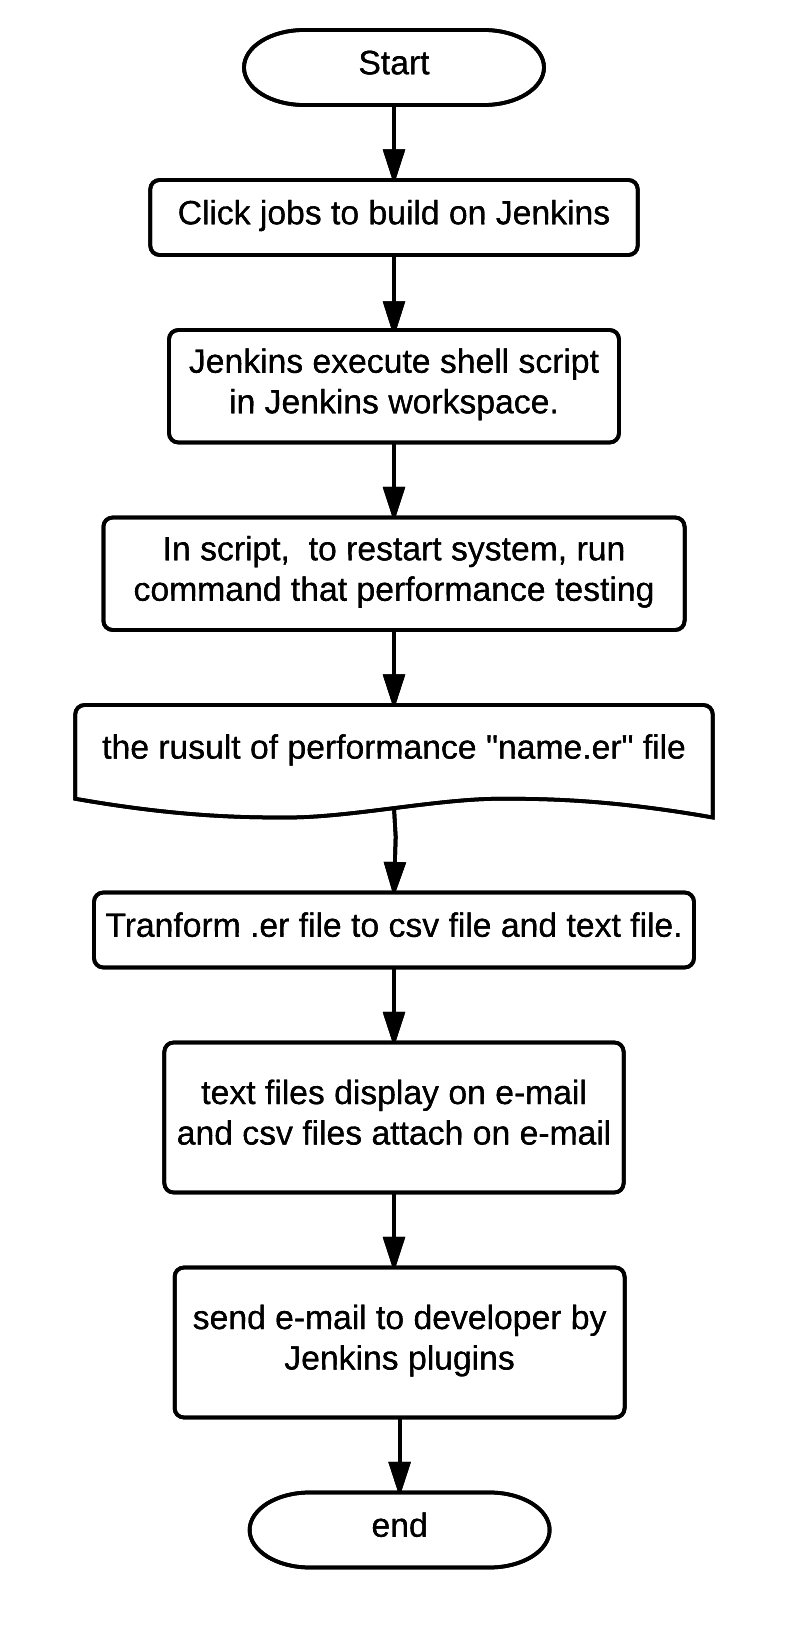 Start
Click jobs to build on Jenkins
Jenkins execute shell script
in Jenkins workspace.
In script,  to restart system, run
command that performance testing
the rusult of performance "name.er" file
Tranform .er file to csv file and text file.
text files display on e-mail
and csv files attach on e-mail
send e-mail to developer by
Jenkins plugins
end